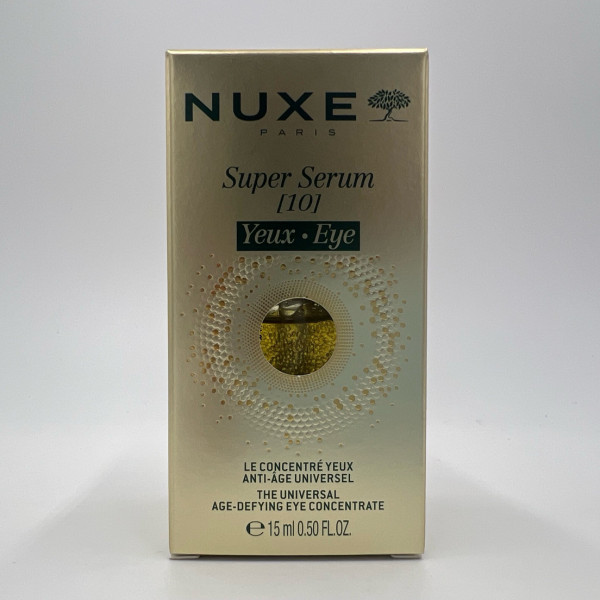 NUXE
PARIS
Super Serum
[10]
Yeux • Eye
LE CONCENTRÉ YEUX
ANTI-ÂGE UNIVERSEL
THE UNIVERSAL
AGE-DEFYING EYE CONCENTRATE
℮ 15 ml 0.50 FL.OZ.